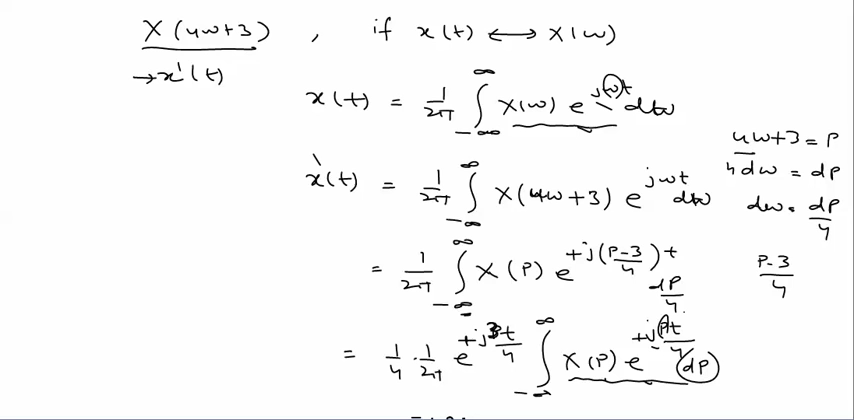 X(4ω+3) , if x(t) ↔ X(ω)
→ x'(t)
x(t) = 1/2π ∫_{-∞}^{∞} X(ω) e^{jωt} dω
x'(t) = 1/2π ∫_{-∞}^{∞} X(4ω+3) e^{jωt} dω
= 1/2π ∫_{-∞}^{∞} X(P) e^{+j(P-3/4)t} dP/4
= 1/4 · 1/2π e^{+j3t/4} ∫_{-∞}^{∞} X(P) e^{+jPt/4} dP
4ω+3 = P
4dω = dP
dω = dP/4
P-3/4